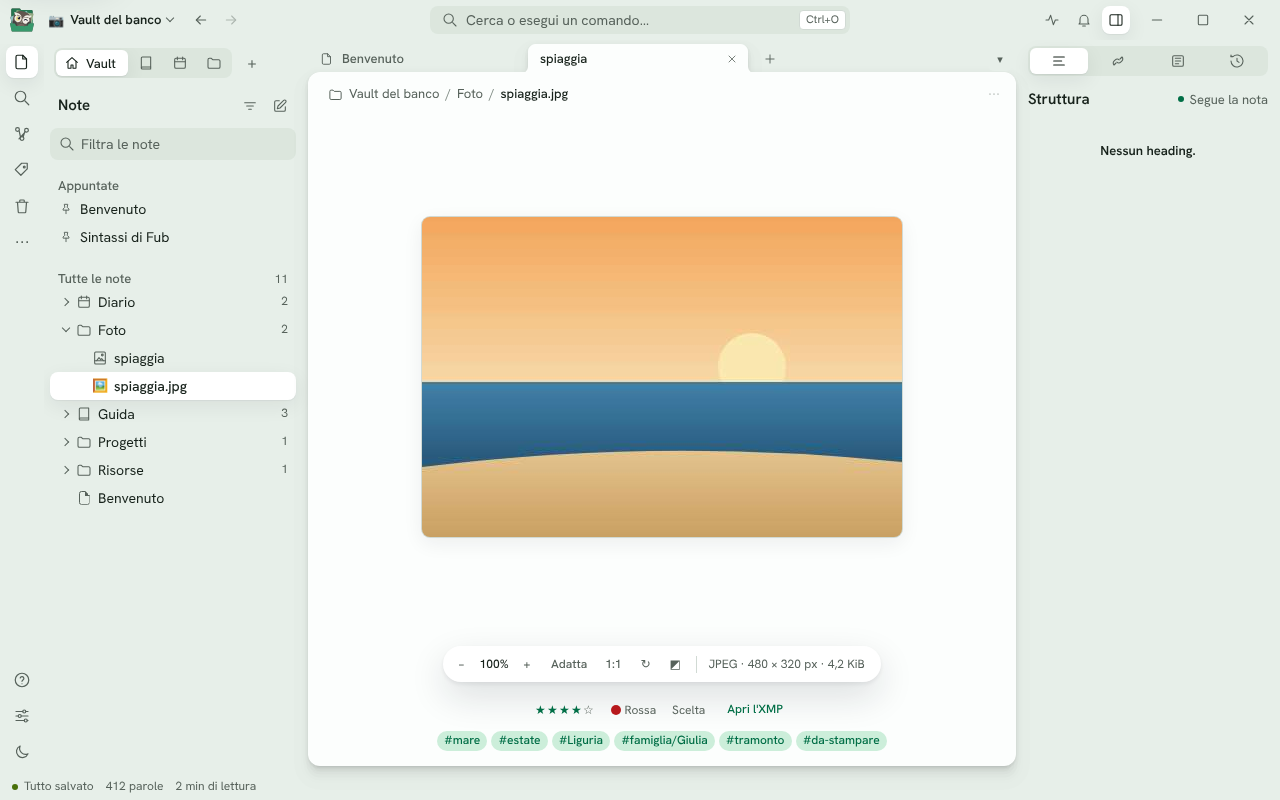 Vault del banco
Cerca o esegui un comando…
Ctrl+O
Vault
Note
Filtra le note
Appuntate
Benvenuto
Sintassi di Fub
Tutte le note 11
Diario 2
Foto 2
spiaggia
spiaggia.jpg
Guida 3
Progetti 1
Risorse 1
Benvenuto
Tutto salvato 412 parole 2 min di lettura
Benvenuto
spiaggia
Vault del banco / Foto / spiaggia.jpg
− 100% + Adatta 1:1 JPEG · 480 × 320 px · 4,2 KiB
★★★★☆ Rossa Scelta Apri l'XMP
#mare #estate #Liguria #famiglia/Giulia #tramonto #da-stampare
Struttura
Segue la nota
Nessun heading.